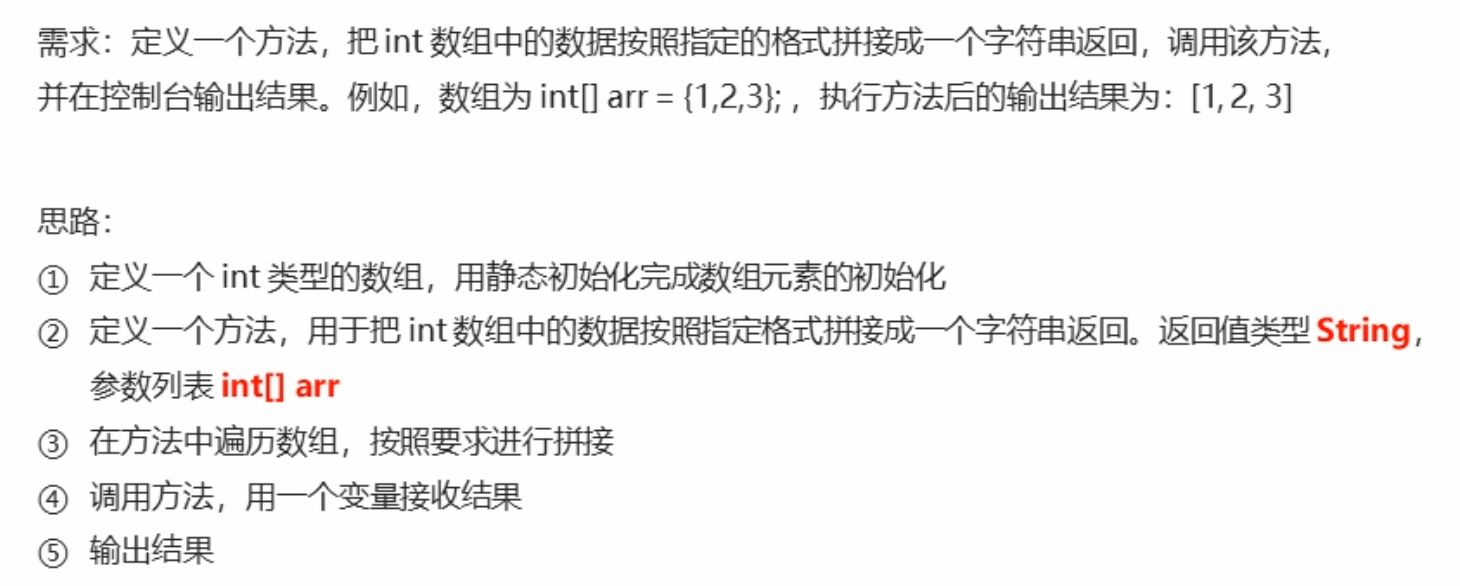 需求：定义一个方法，把 int 数组中的数据按照指定的格式拼接成一个字符串返回，调用该方法，
并在控制台输出结果。例如，数组为 int[] arr = {1,2,3}; ，执行方法后的输出结果为：[1, 2, 3]
思路：
① 定义一个 int 类型的数组，用静态初始化完成数组元素的初始化
② 定义一个方法，用于把 int 数组中的数据按照指定格式拼接成一个字符串返回。返回值类型 String，
参数列表 int[] arr
③ 在方法中遍历数组，按照要求进行拼接
④ 调用方法，用一个变量接收结果
⑤ 输出结果